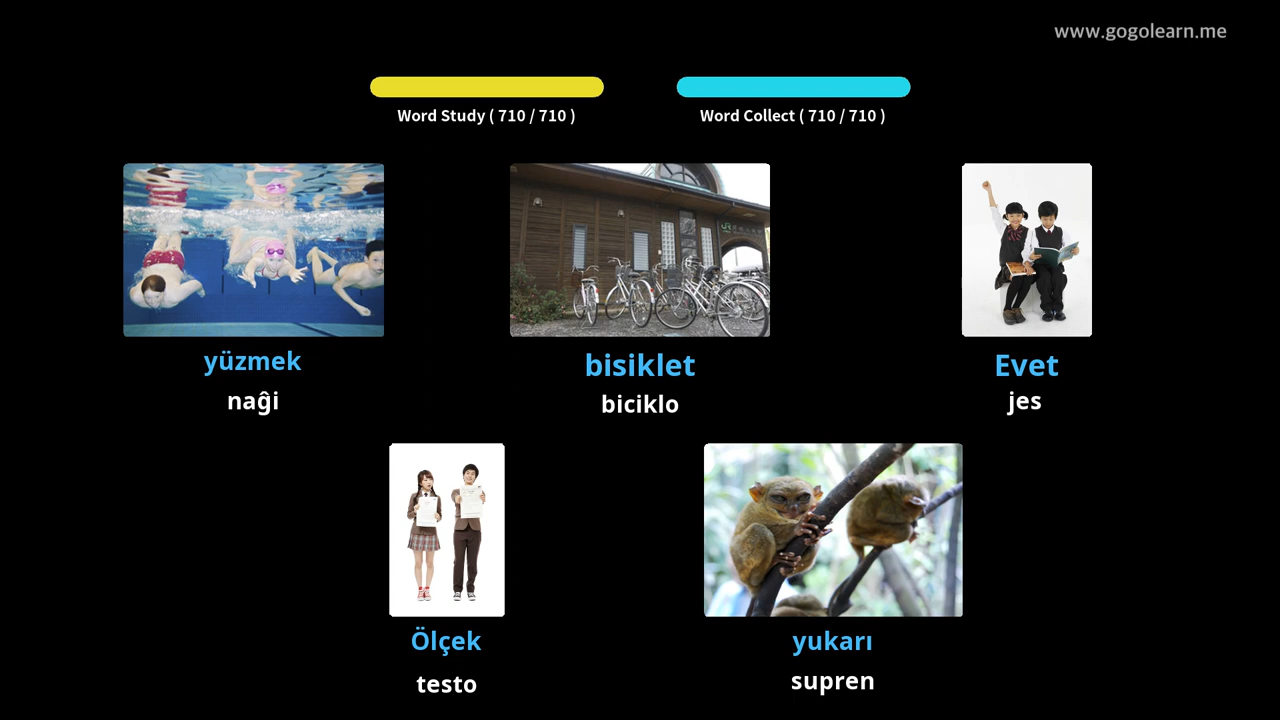 www.gogolearn.me
Word Study ( 710 / 710 )
Word Collect ( 710 / 710 )
yüzmek
naĝi
bisiklet
biciklo
Evet
jes
Ölçek
testo
yukarı
supren